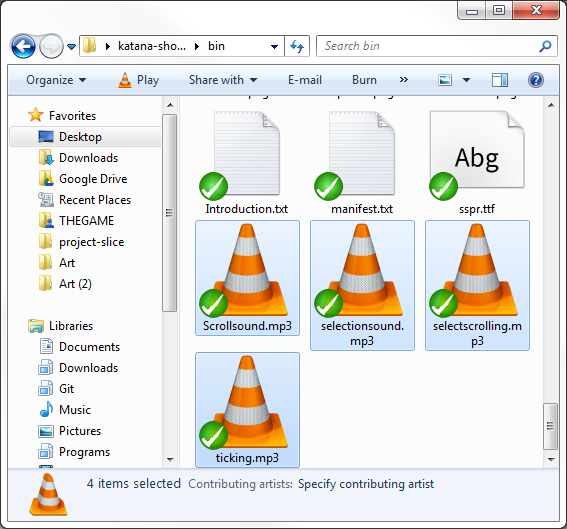 katana-sho... bin
Search bin
Organize Play Share with E-mail Burn »
Favorites
Desktop
Downloads
Google Drive
Recent Places
THEGAME
project-slice
Art
Art (2)
Libraries
Documents
Downloads
Git
Music
Pictures
Programs
Introduction.txt manifest.txt Abg sspr.ttf
Scrollsound.mp3 selectionsound. selectscrolling.m
mp3 p3
ticking.mp3
4 items selected Contributing artists: Specify contributing artist